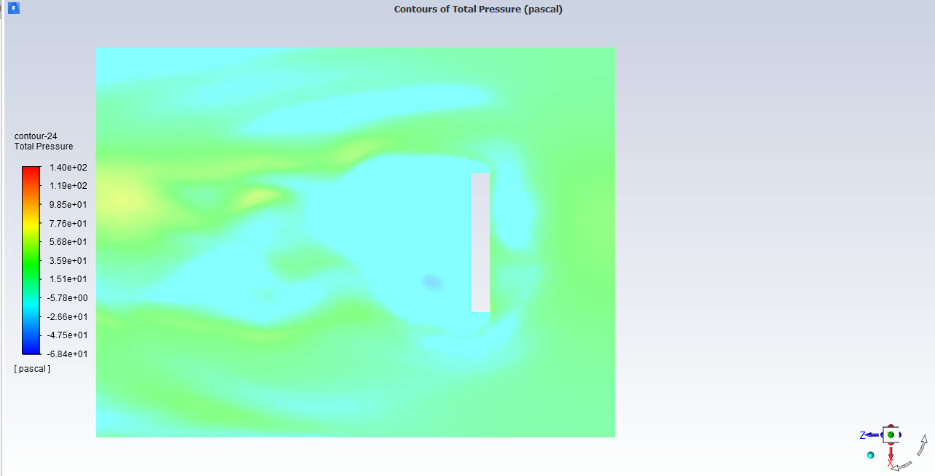 Contours of Total Pressure (pascal)
contour-24
Total Pressure
1.40e+02
1.19e+02
9.85e+01
7.76e+01
5.68e+01
3.59e+01
1.51e+01
-5.78e+00
-2.66e+01
-4.75e+01
-6.84e+01
[ pascal ]
Z
X